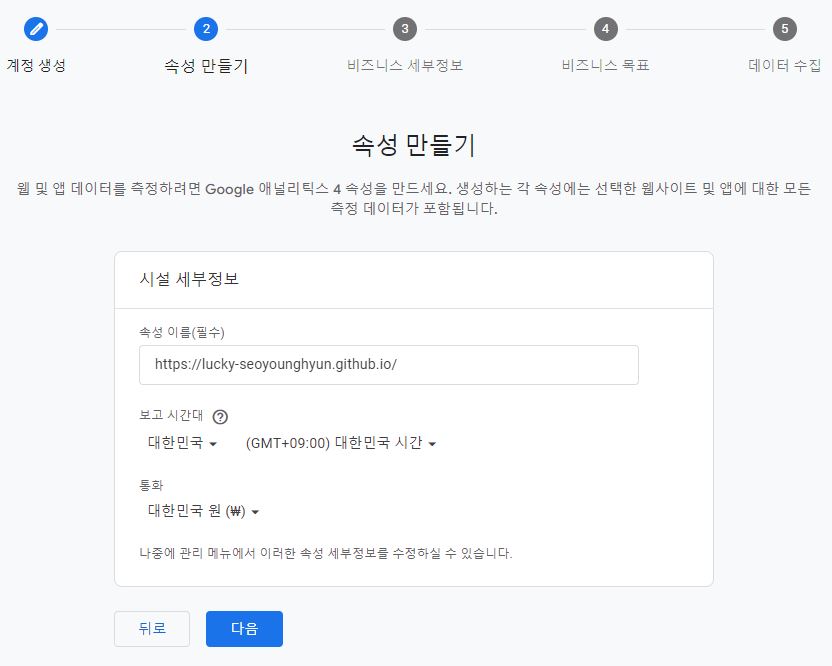 2 3 4 5
계정 생성 속성 만들기 비즈니스 세부정보 비즈니스 목표 데이터 수집
속성 만들기
웹 및 앱 데이터를 측정하려면 Google 애널리틱스 4 속성을 만드세요. 생성하는 각 속성에는 선택한 웹사이트 및 앱에 대한 모든
측정 데이터가 포함됩니다.
시설 세부정보
속성 이름(필수)
https://lucky-seoyounghyun.github.io/
보고 시간대 ?
대한민국 (GMT+09:00) 대한민국 시간
통화
대한민국 원 (₩)
나중에 관리 메뉴에서 이러한 속성 세부정보를 수정하실 수 있습니다.
뒤로 다음